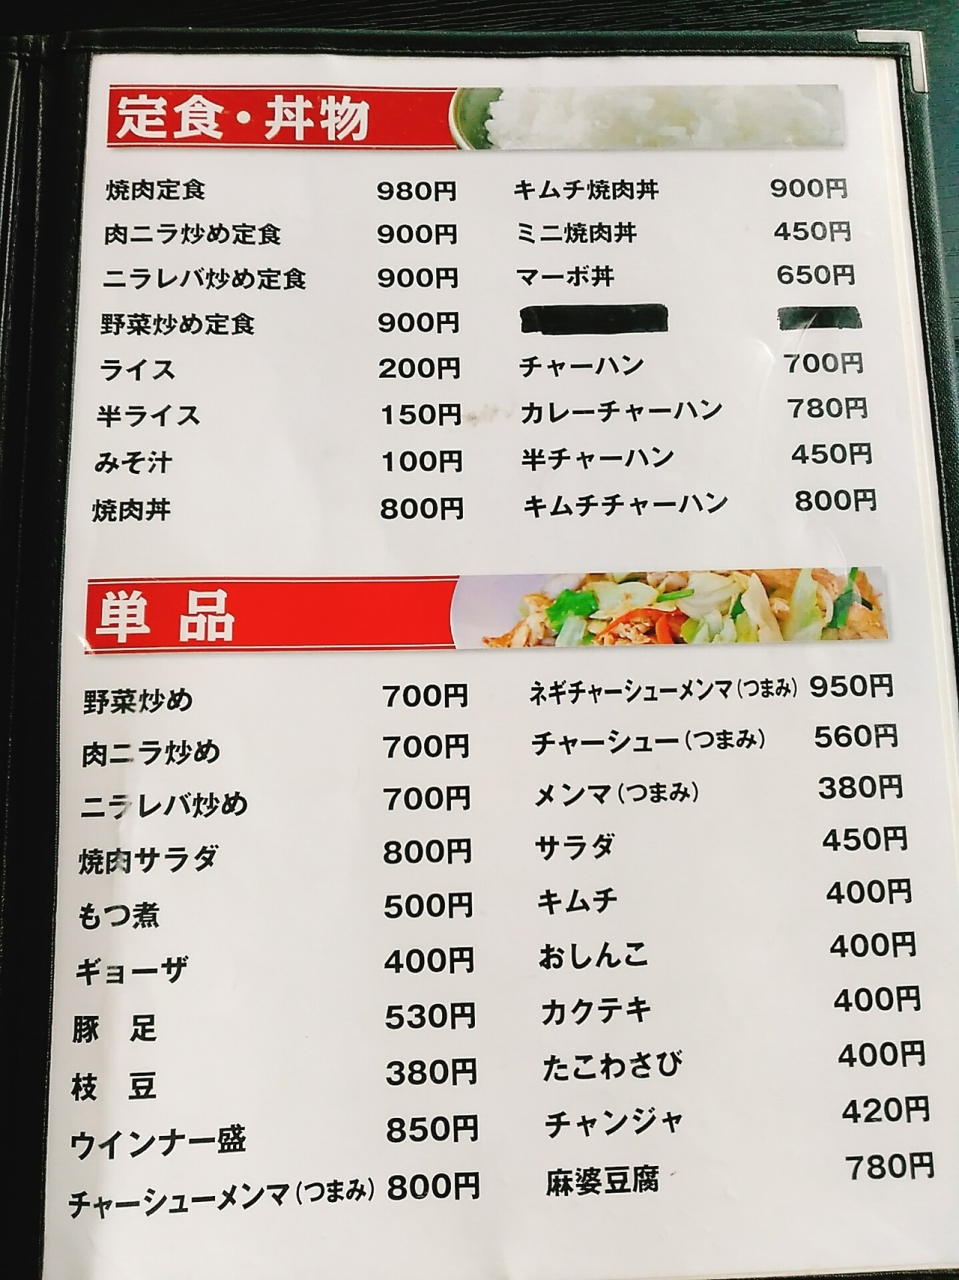 定食・丼物
焼肉定食 980円
肉ニラ炒め定食 900円
ニラレバ炒め定食 900円
野菜炒め定食 900円
ライス 200円
半ライス 150円
みそ汁 100円
焼肉丼 800円
キムチ焼肉丼 900円
ミニ焼肉丼 450円
マーボ丼 650円
チャーハン 700円
カレーチャーハン 780円
半チャーハン 450円
キムチチャーハン 800円
単品
野菜炒め 700円
肉ニラ炒め 700円
ニラレバ炒め 700円
焼肉サラダ 800円
もつ煮 500円
ギョーザ 400円
豚 足 530円
枝 豆 380円
ウインナー盛 850円
チャーシューメンマ(つまみ) 800円
ネギチャーシューメンマ(つまみ) 950円
チャーシュー(つまみ) 560円
メンマ(つまみ) 380円
サラダ 450円
キムチ 400円
おしんこ 400円
カクテキ 400円
たこわさび 400円
チャンジャ 420円
麻婆豆腐 780円